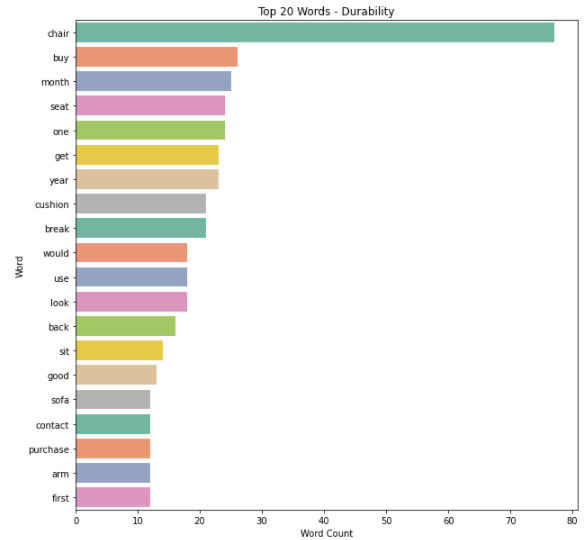 Top 20 Words - Durability
chair
buy
month
seat
one
get
year
cushion
break
would
use
look
back
sit
good
sofa
contact
purchase
arm
first
Word
0 10 20 30 40 50 60 70 80
Word Count